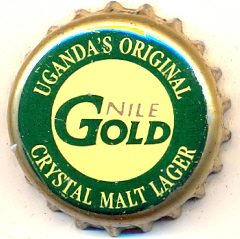 UGANDA'S ORIGINAL
NILE
GOLD
CRYSTAL MALT LAGER